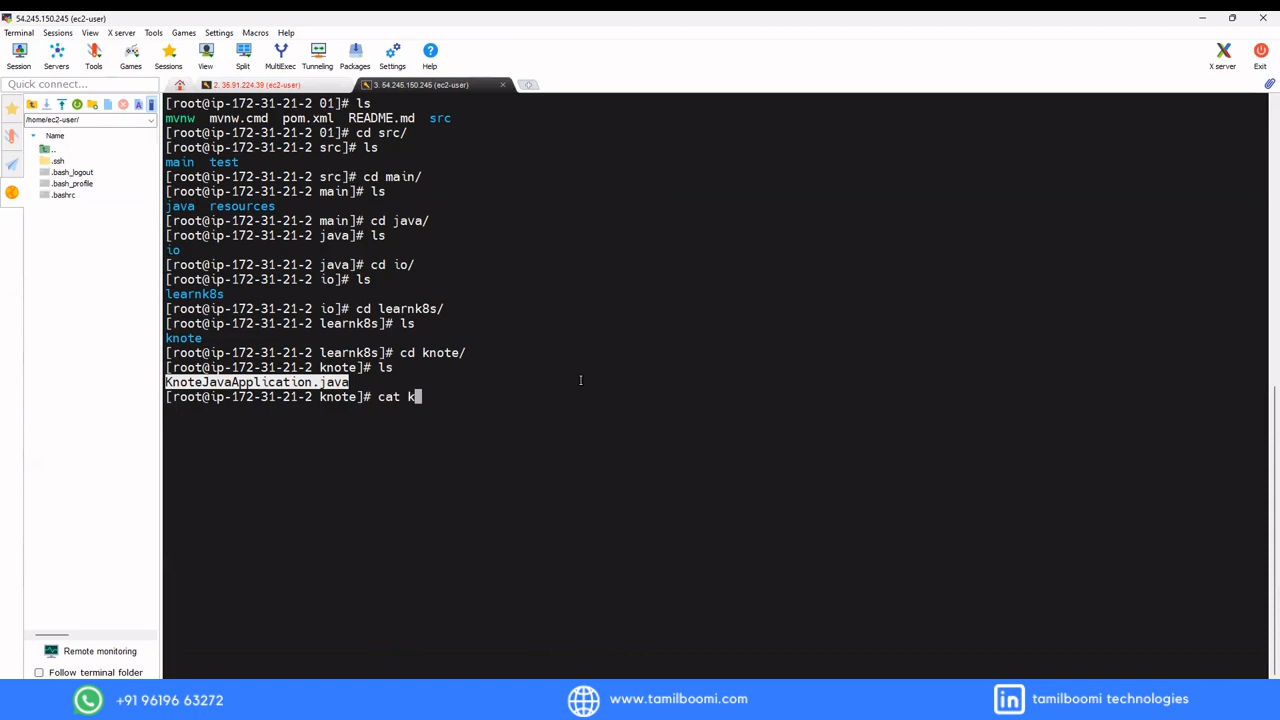 54.245.150.245 (ec2-user)
Terminal Sessions View X server Tools Games Settings Macros Help
Session Servers Tools Games Sessions View Split MultiExec Tunneling Packages Settings Help X server Exit
Quick connect...
2. 35.91.224.39 (ec2-user)
3. 54.245.150.245 (ec2-user)
/home/ec2-user/
Name
..
.ssh
.bash_logout
.bash_profile
.bashrc
[root@ip-172-31-21-2 01]# ls
mvnw mvnw.cmd pom.xml README.md src
[root@ip-172-31-21-2 01]# cd src/
[root@ip-172-31-21-2 src]# ls
main test
[root@ip-172-31-21-2 src]# cd main/
[root@ip-172-31-21-2 main]# ls
java resources
[root@ip-172-31-21-2 main]# cd java/
[root@ip-172-31-21-2 java]# ls
io
[root@ip-172-31-21-2 java]# cd io/
[root@ip-172-31-21-2 io]# ls
learnk8s
[root@ip-172-31-21-2 io]# cd learnk8s/
[root@ip-172-31-21-2 learnk8s]# ls
knote
[root@ip-172-31-21-2 learnk8s]# cd knote/
[root@ip-172-31-21-2 knote]# ls
KnoteJavaApplication.java
[root@ip-172-31-21-2 knote]# cat k
Remote monitoring
Follow terminal folder
+91 96196 63272
www.tamilboomi.com
in tamilboomi technologies